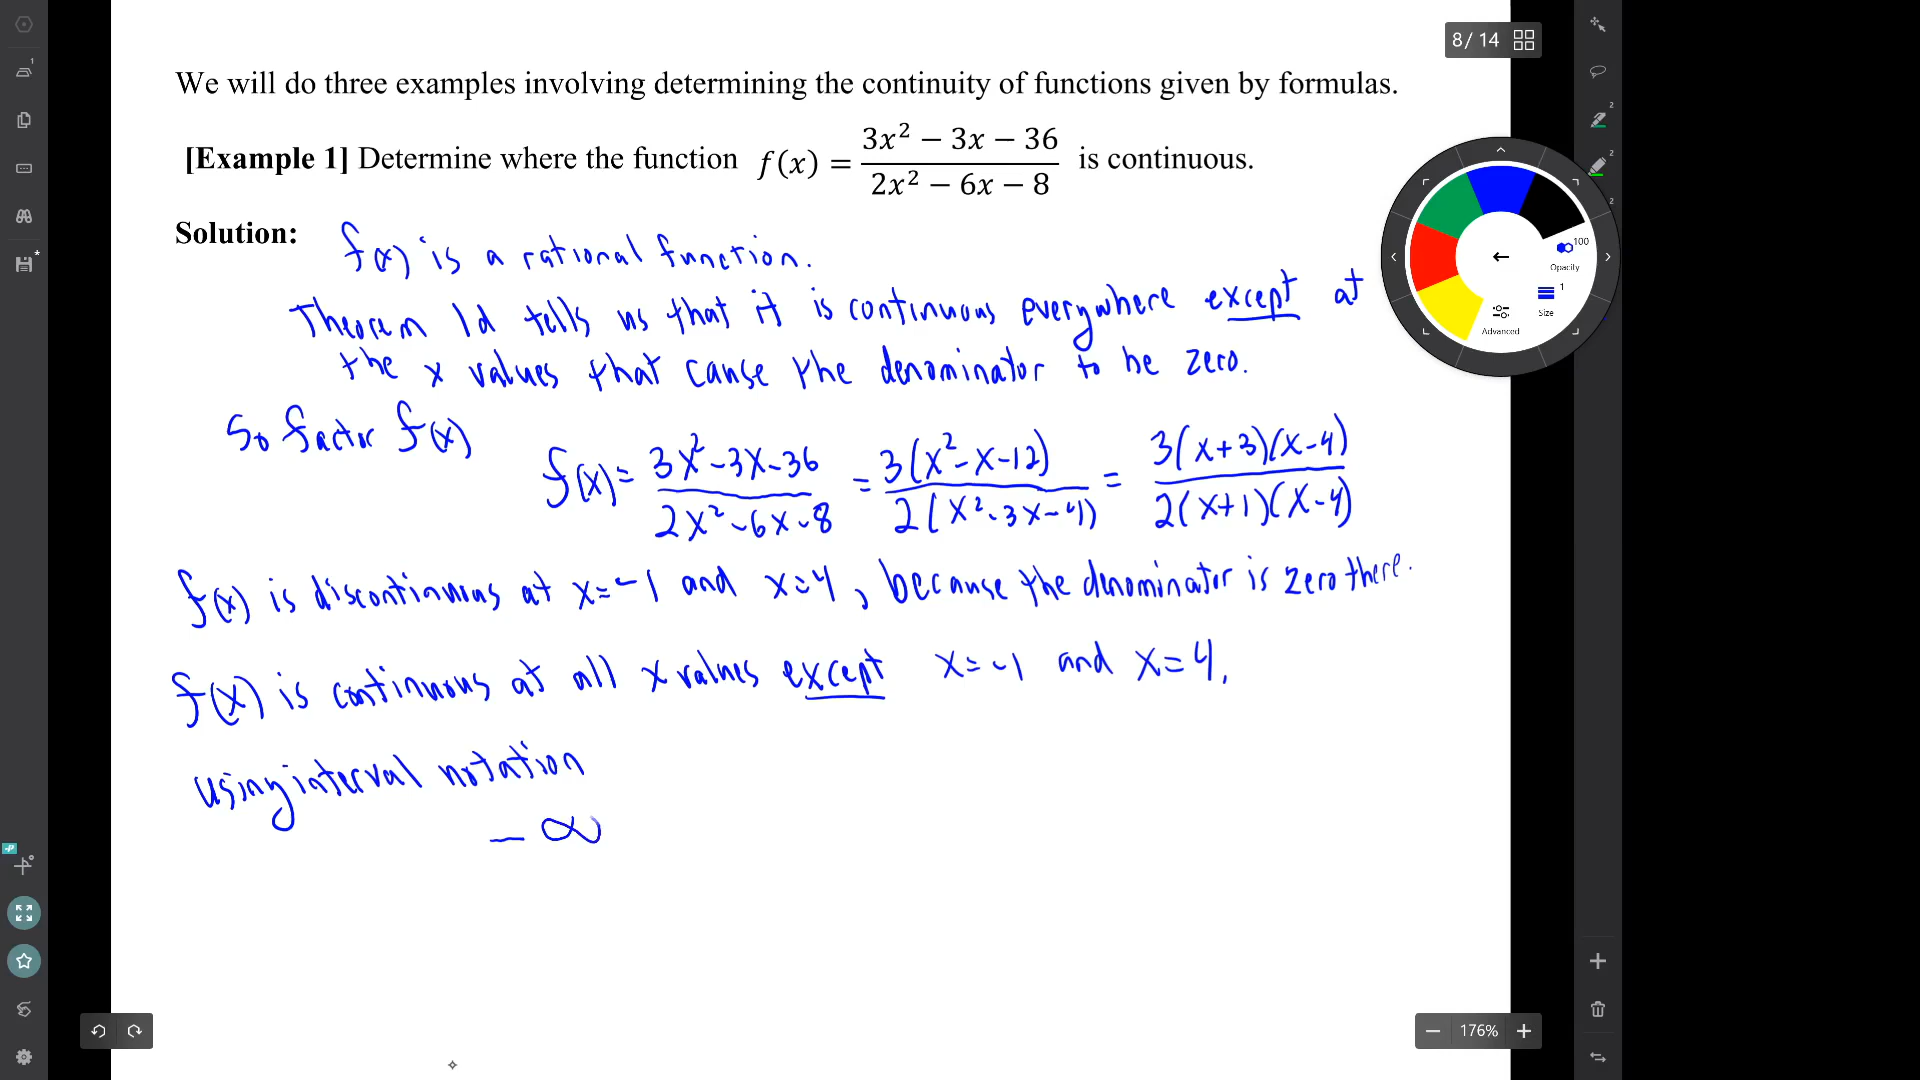 8 / 14
We will do three examples involving determining the continuity of functions given by formulas.
[Example 1] Determine where the function f(x) = (3x² − 3x − 36)/(2x² − 6x − 8) is continuous.
Solution: f(x) is a rational function.
Theorem 1d tells us that it is continuous everywhere except at
the x values that cause the denominator to be zero.
So factor f(x)
f(x) = (3x²-3x-36)/(2x²-6x-8) = 3(x²-x-12)/2(x²-3x-4) = 3(x+3)(x-4)/2(x+1)(x-4)
f(x) is discontinuous at x=-1 and x=4, because the denominator is zero there.
f(x) is continuous at all x values except x=-1 and x=4.
using interval notation
-∞
100
Opacity
1
Size
Advanced
1
2
2
2
176%